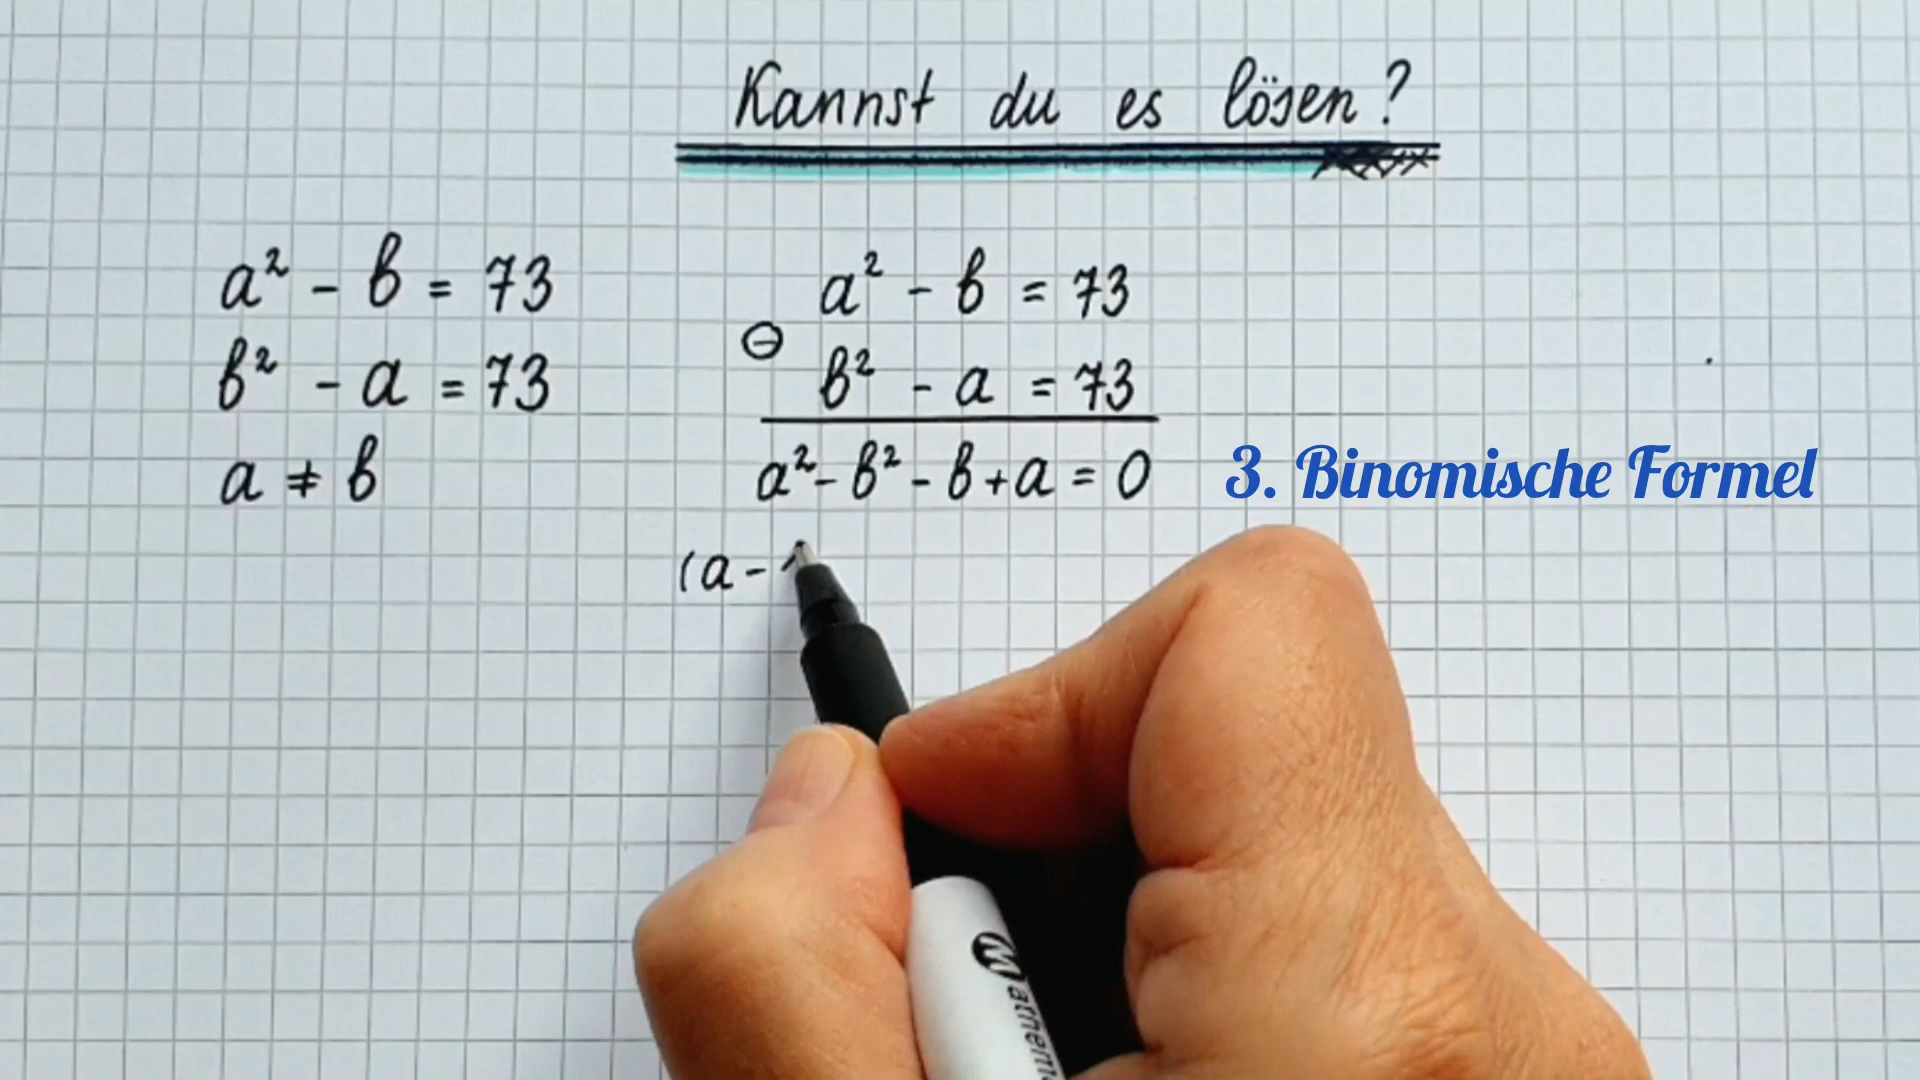 Kannst du es lösen?
a² - b = 73
b² - a = 73
a ≠ b
a² - b = 73
⊖
b² - a = 73
a² - b² - b + a = 0
3. Binomische Formel
(a -